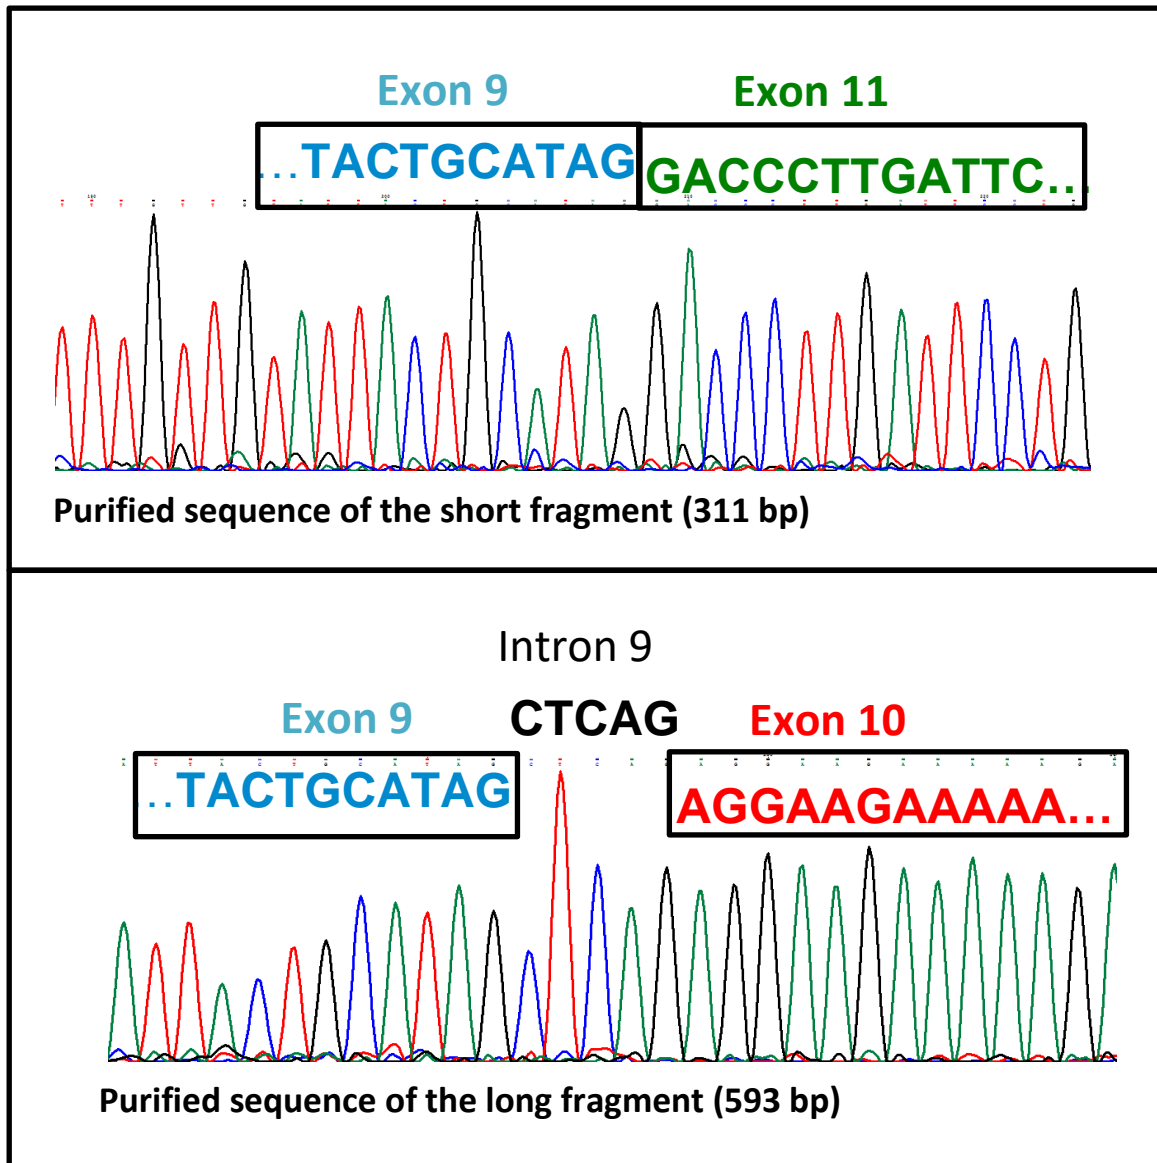 Exon 9 Exon 11
...TACTGCATAG GACCCTTGATTC...
Purified sequence of the short fragment (311 bp)
Intron 9
Exon 9 CTCAG Exon 10
...TACTGCATAG AGGAAGAAAAA...
Purified sequence of the long fragment (593 bp)